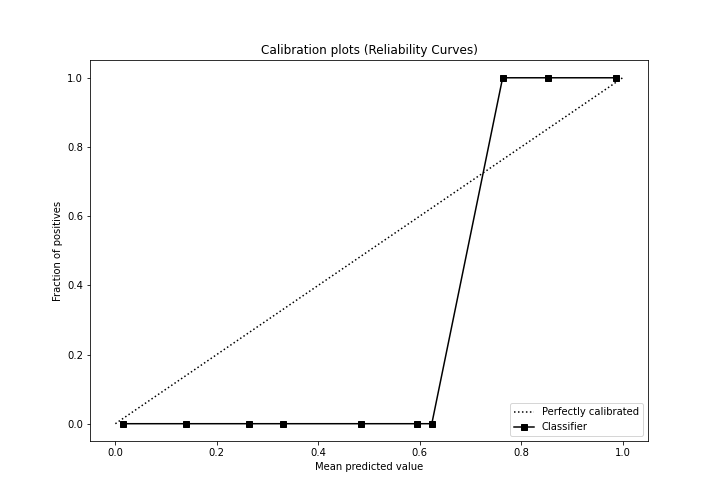 Calibration plots (Reliability Curves)
1.0
0.8
0.6
0.4
0.2
0.0
Fraction of positives
Perfectly calibrated
Classifier
0.0 0.2 0.4 0.6 0.8 1.0
Mean predicted value